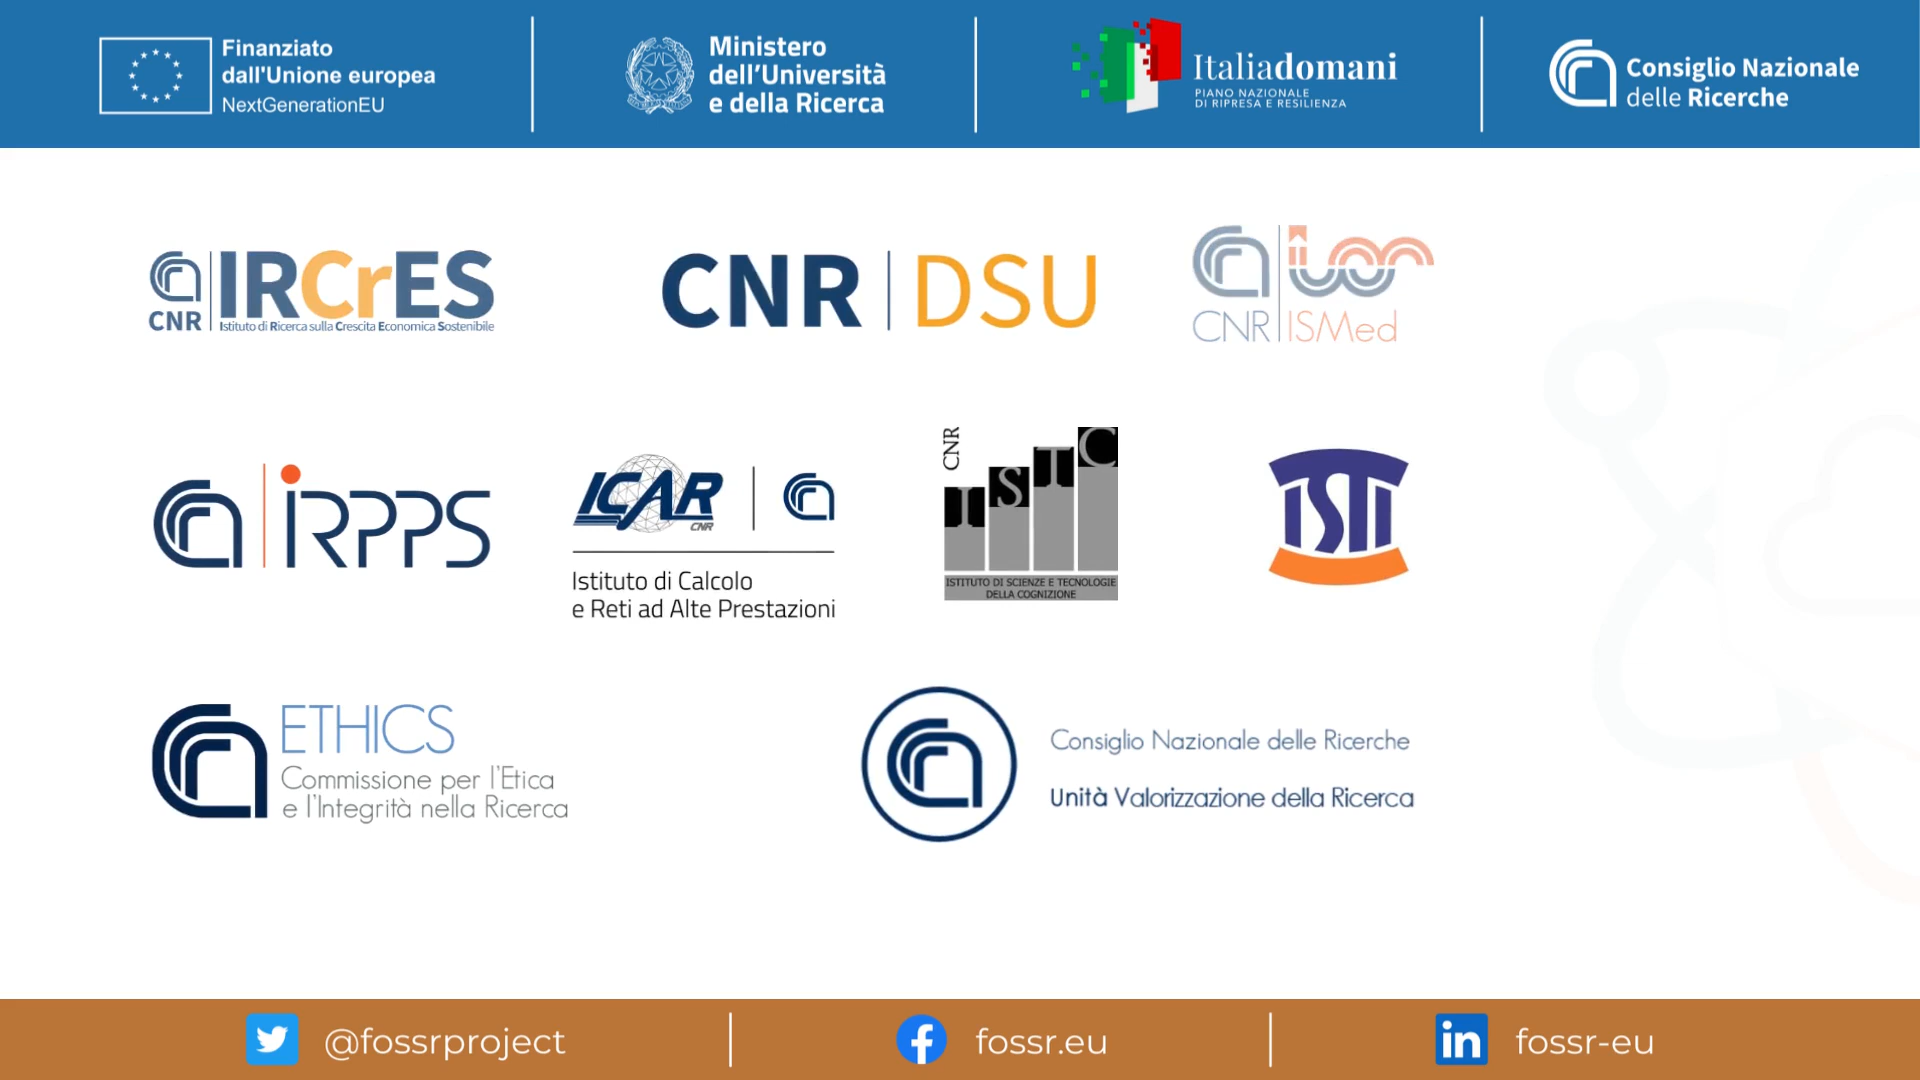 Finanziato
dall'Unione europea
NextGenerationEU
Ministero
dell'Università
e della Ricerca
Italiadomani
PIANO NAZIONALE
DI RIPRESA E RESILIENZA
Consiglio Nazionale
delle Ricerche
CNR
IRCrES
Istituto di Ricerca sulla Crescita Economica Sostenibile
CNR DSU
CNR ISMed
iRPPS
ICAR
CNR
Istituto di Calcolo
e Reti ad Alte Prestazioni
CNR
ISTC
ISTITUTO DI SCIENZE E TECNOLOGIE
DELLA COGNIZIONE
ISTI
ETHICS
Commissione per l'Etica
e l'Integrità nella Ricerca
Consiglio Nazionale delle Ricerche
Unità Valorizzazione della Ricerca
@fossrproject
fossr.eu
in
fossr-eu